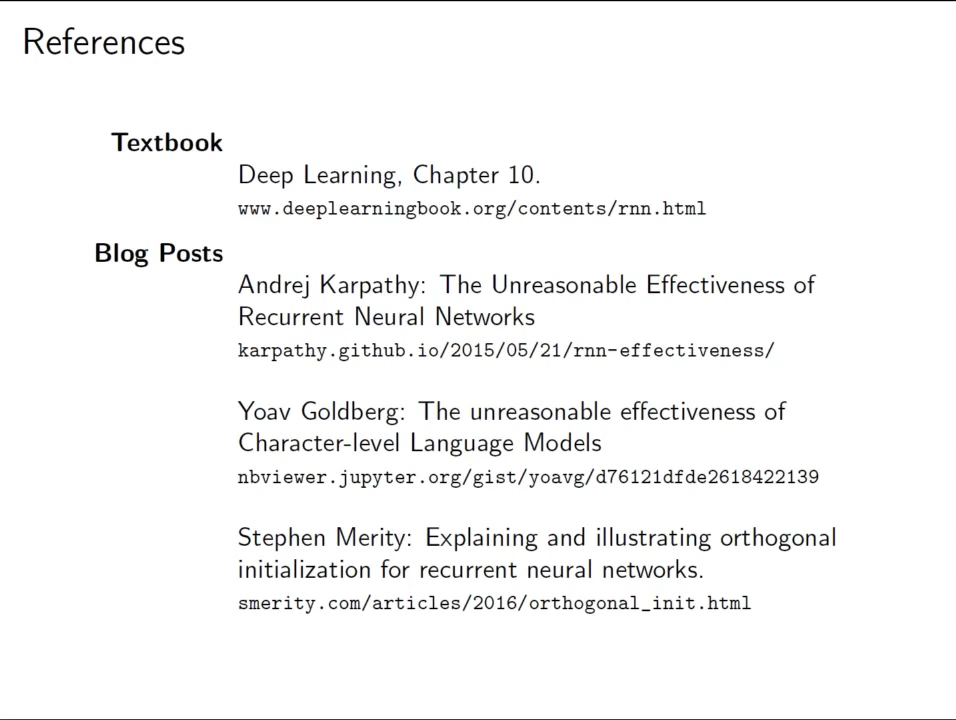 References
Textbook
Deep Learning, Chapter 10.
www.deeplearningbook.org/contents/rnn.html
Blog Posts
Andrej Karpathy: The Unreasonable Effectiveness of
Recurrent Neural Networks
karpathy.github.io/2015/05/21/rnn-effectiveness/
Yoav Goldberg: The unreasonable effectiveness of
Character-level Language Models
nbviewer.jupyter.org/gist/yoavg/d76121dfde2618422139
Stephen Merity: Explaining and illustrating orthogonal
initialization for recurrent neural networks.
smerity.com/articles/2016/orthogonal_init.html